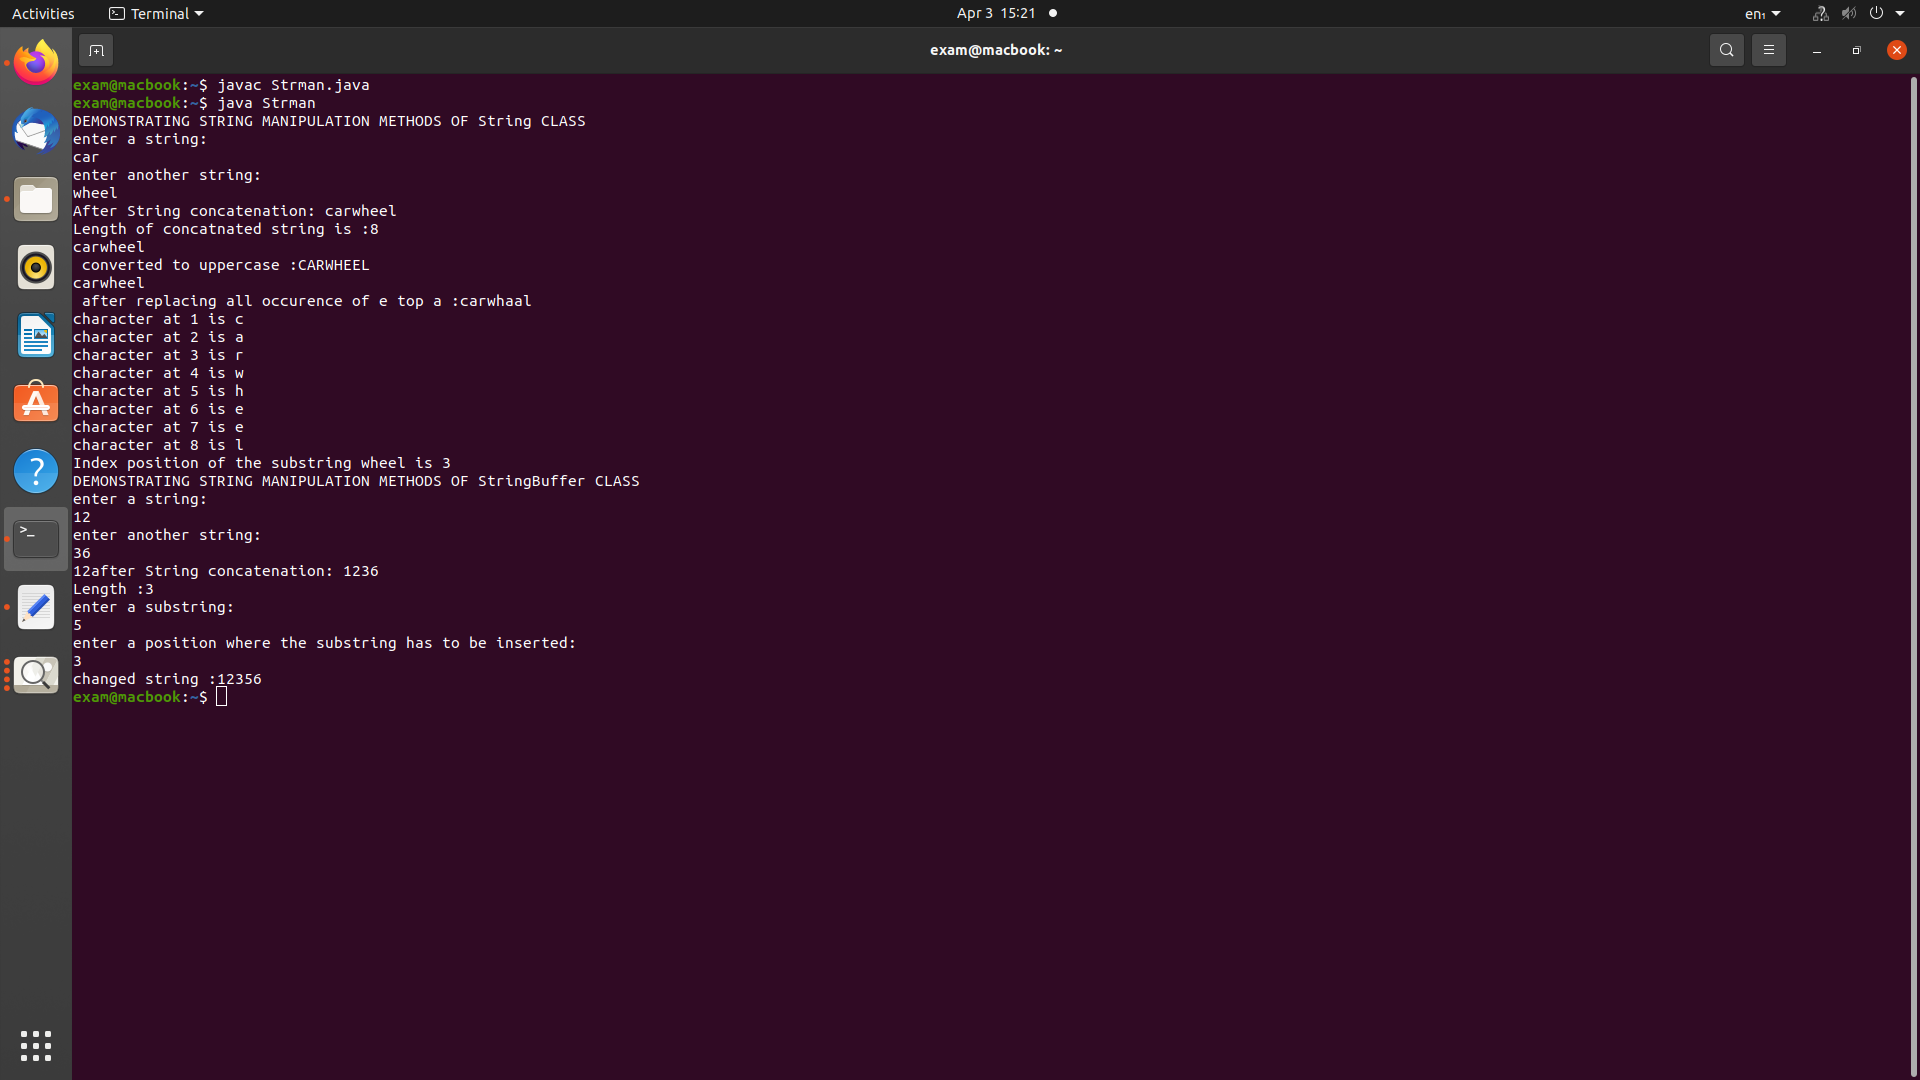 Activities Terminal Apr 3 15:21 en₁
exam@macbook: ~
exam@macbook:~$ javac Strman.java
exam@macbook:~$ java Strman
DEMONSTRATING STRING MANIPULATION METHODS OF String CLASS
enter a string:
car
enter another string:
wheel
After String concatenation: carwheel
Length of concatnated string is :8
carwheel
 converted to uppercase :CARWHEEL
carwheel
 after replacing all occurence of e top a :carwhaal
character at 1 is c
character at 2 is a
character at 3 is r
character at 4 is w
character at 5 is h
character at 6 is e
character at 7 is e
character at 8 is l
Index position of the substring wheel is 3
DEMONSTRATING STRING MANIPULATION METHODS OF StringBuffer CLASS
enter a string:
12
enter another string:
36
12after String concatenation: 1236
Length :3
enter a substring:
5
enter a position where the substring has to be inserted:
3
changed string :12356
exam@macbook:~$